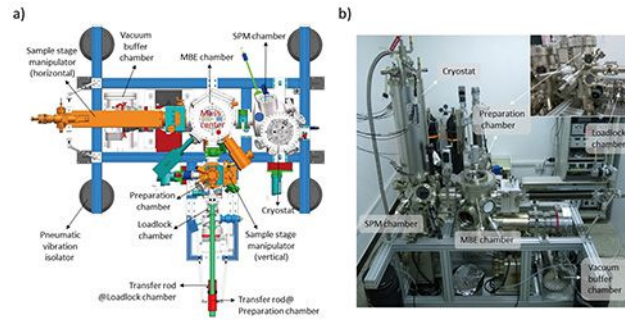 a)
Sample stage
manipulator
(horizontal)
Vacuum
buffer
chamber
MBE chamber
SPM chamber
Mass
center
Preparation
chamber
Loadlock
chamber
Cryostat
Pneumatic
vibration
isolator
Sample stage
manipulator
(vertical)
Transfer rod
@Loadlock chamber
Transfer rod@
Preparation chamber
b)
Cryostat
Preparation
chamber
Loadlock
chamber
SPM chamber
MBE chamber
Vacuum
buffer
chamber